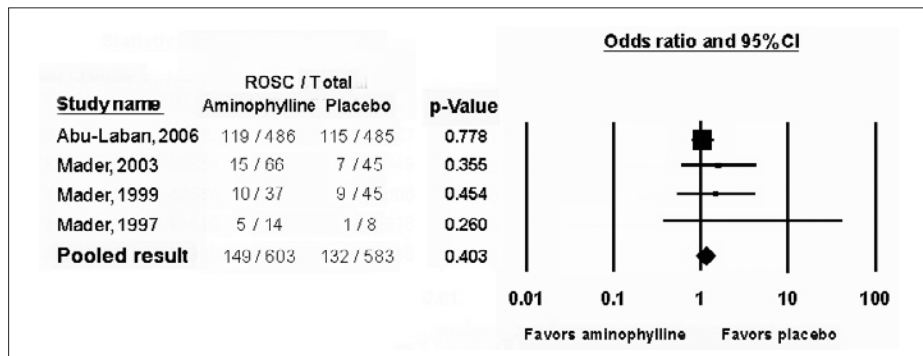 Odds ratio and 95%CI
ROSC / Total
Study name Aminophylline Placebo p-Value
Abu-Laban, 2006 119 / 486 115 / 485 0.778
Mader, 2003 15 / 66 7 / 45 0.355
Mader, 1999 10 / 37 9 / 45 0.454
Mader, 1997 5 / 14 1 / 8 0.260
Pooled result 149 / 603 132 / 583 0.403
0.01 0.1 1 10 100
Favors aminophylline Favors placebo